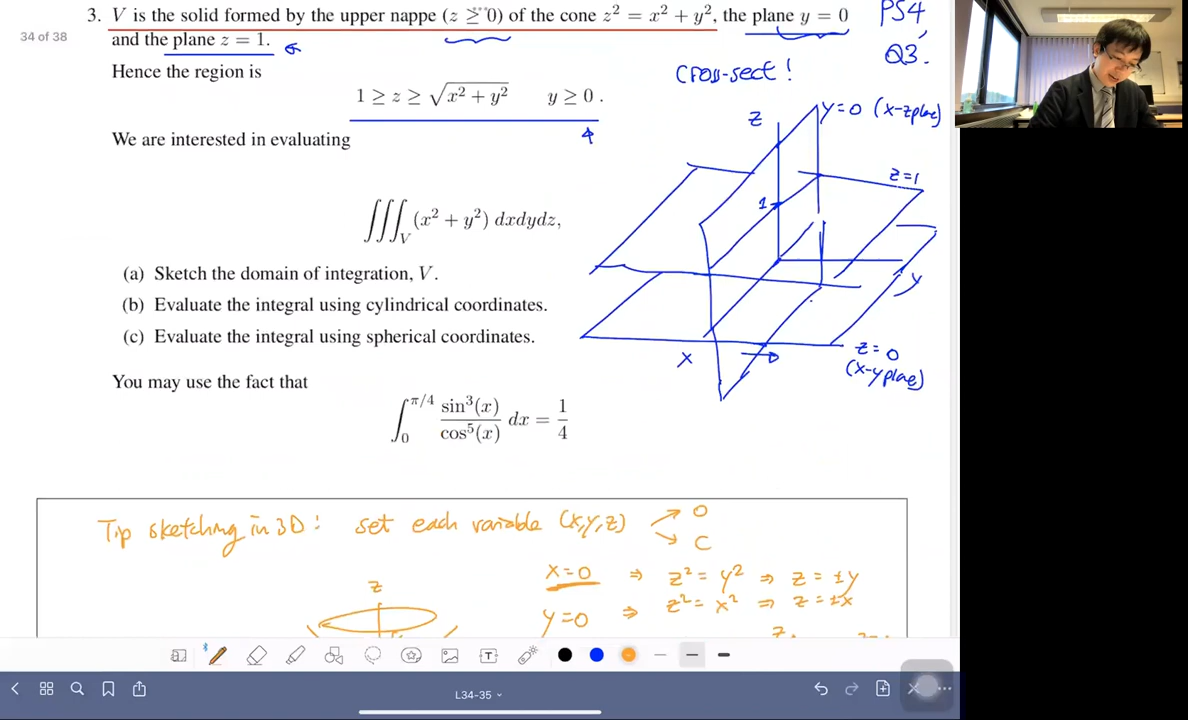 34 of 38
3. V is the solid formed by the upper nappe (z ≥ 0) of the cone z² = x² + y², the plane y = 0
and the plane z = 1.
Hence the region is
1 ≥ z ≥ √(x² + y²)    y ≥ 0 .
We are interested in evaluating
∭_V (x² + y²) dxdydz,
(a) Sketch the domain of integration, V.
(b) Evaluate the integral using cylindrical coordinates.
(c) Evaluate the integral using spherical coordinates.
You may use the fact that
∫_0^{π/4} sin³(x)/cos⁵(x) dx = 1/4
PS4,
Q3.
Cross-sect!
z
y=0 (x-z plane)
z=1
1
y
x
z=0
(x-y plane)
Tip sketching in 3D: set each variable (x,y,z) → 0
→ C
x=0 ⇒ z² = y² ⇒ z = ±y
y=0 ⇒ z² = x² ⇒ z = ±x
z
z
L34-35